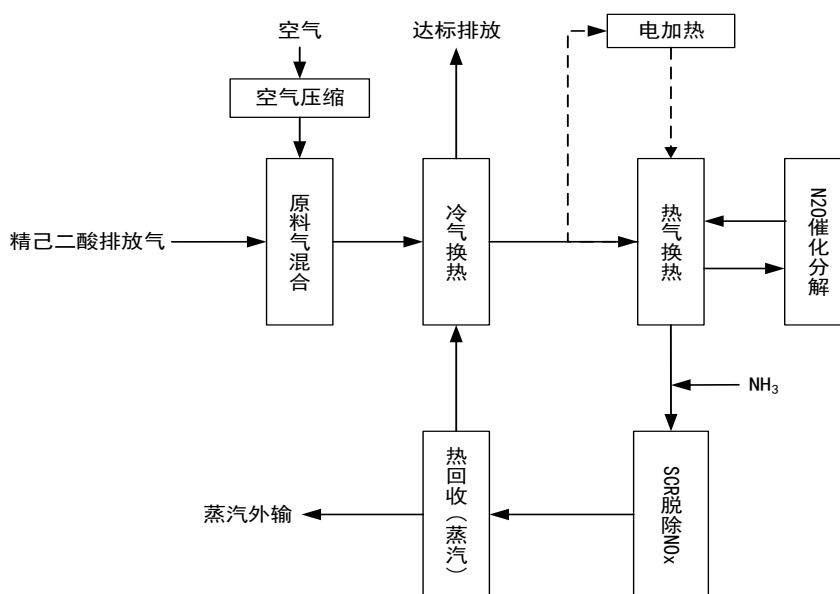 空气
达标排放
电加热
空气压缩
精己二酸排放气
原料气混合
冷气换热
热气换热
N2O催化分解
NH₃
蒸汽外输
热回收（蒸汽）
SCR脱除NOx